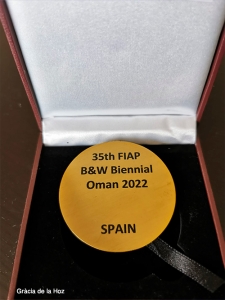 35th FIAP
B&W Biennial
Oman 2022
SPAIN
Gràcia de la Hoz